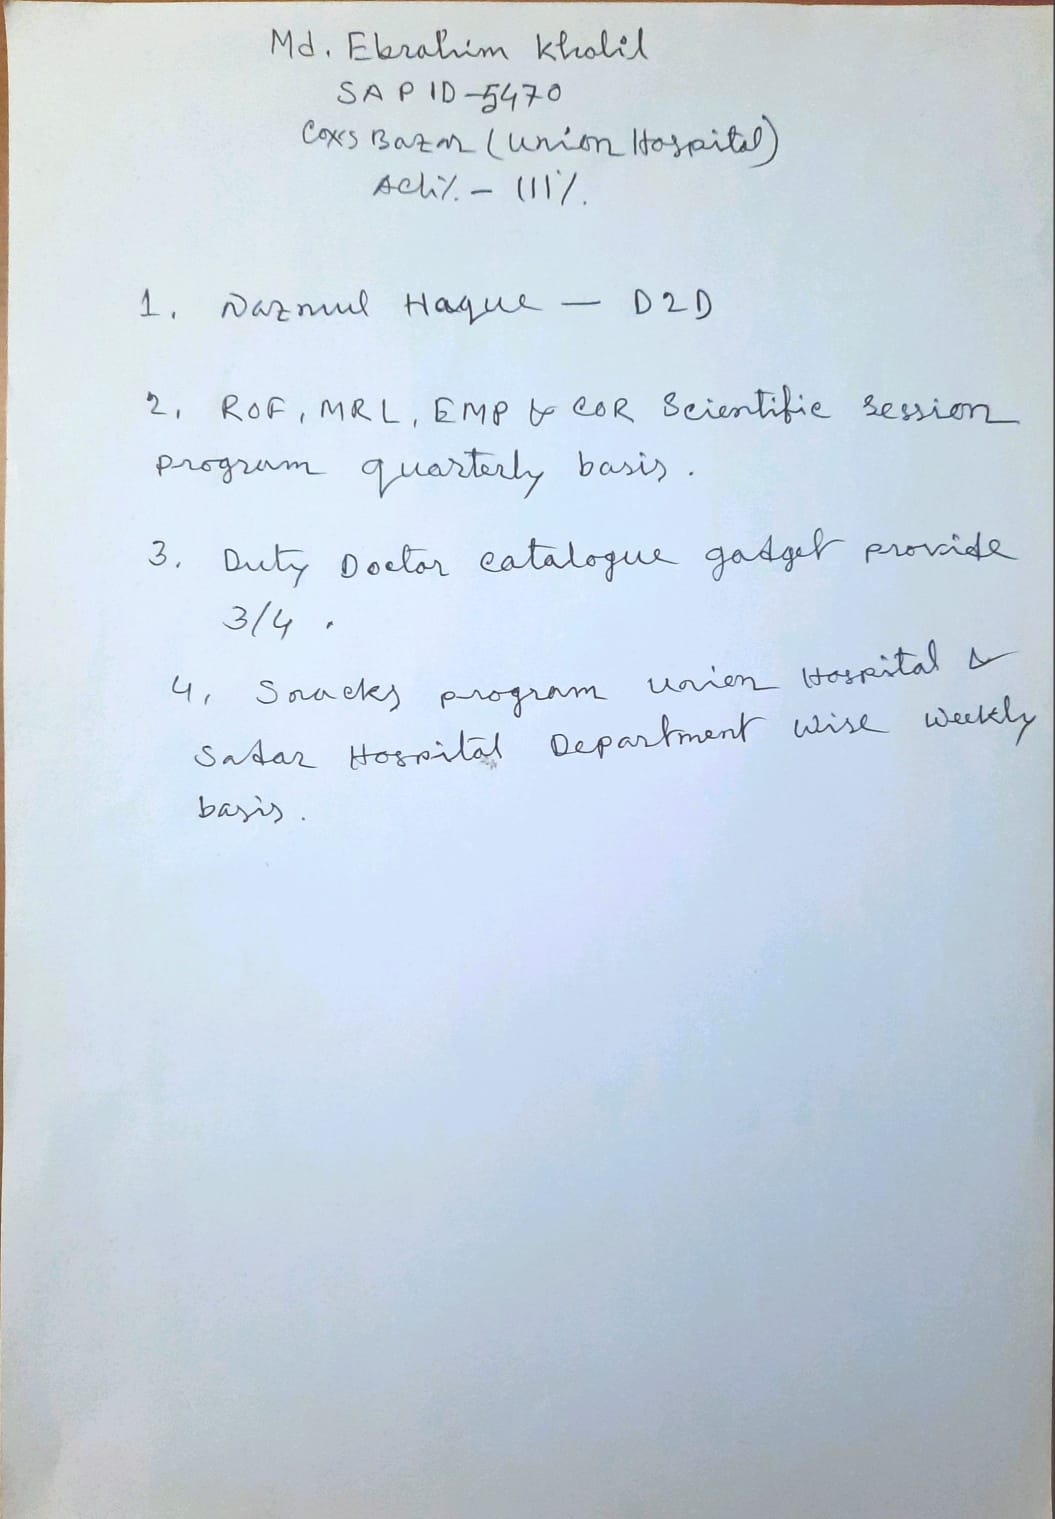 Md. Ebrahim Kholil
SAP ID-5470
Coxs Bazar (Union Hospital)
Ach% - 111%.
1. Nazmul Haque — D2D
2. ROF, MRL, EMP & COR Scientific session
program quarterly basis.
3. Duty Doctor catalogue gadget provide
3/4.
4. Snacks program union Hospital &
Sadar Hospital Department wise weekly
basis.